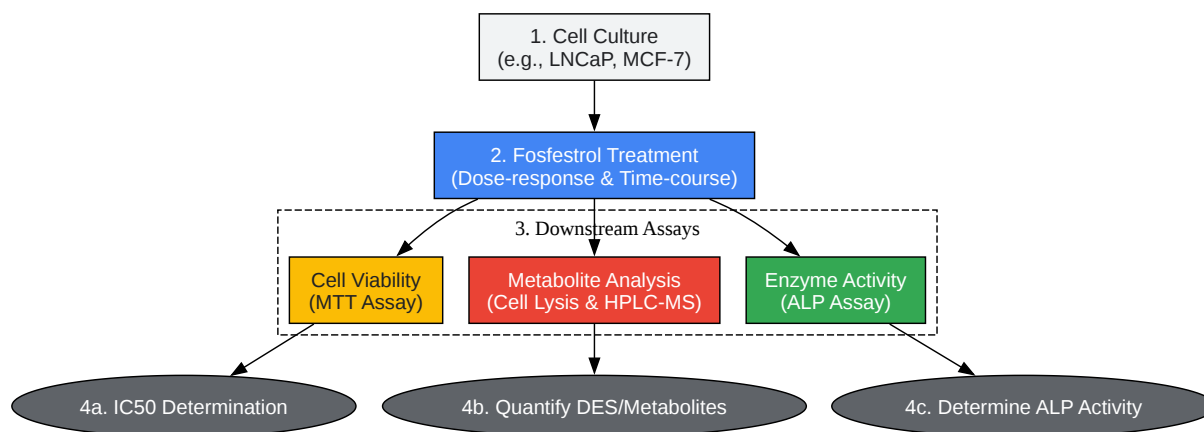 1. Cell Culture
(e.g., LNCaP, MCF-7)
2. Fosfestrol Treatment
(Dose-response & Time-course)
3. Downstream Assays
Cell Viability
(MTT Assay)
Metabolite Analysis
(Cell Lysis & HPLC-MS)
Enzyme Activity
(ALP Assay)
4a. IC50 Determination
4b. Quantify DES/Metabolites
4c. Determine ALP Activity